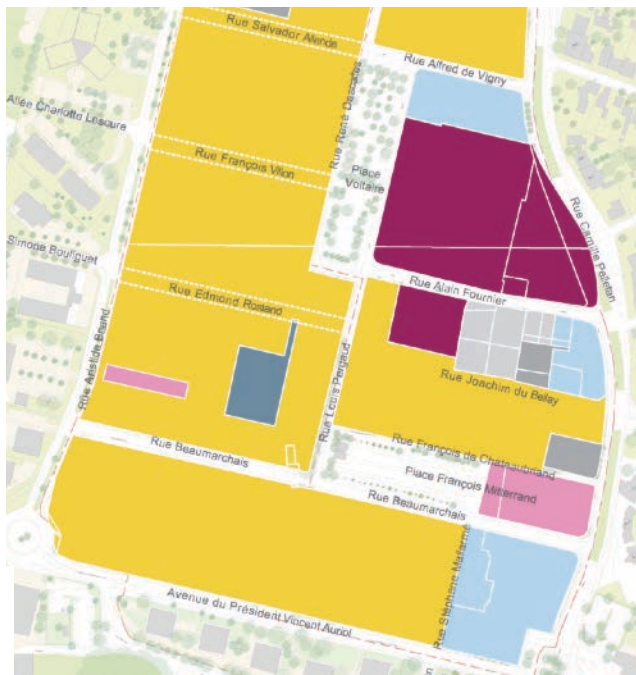 Rue Salvador Allende
Rue Alfred de Vigny
Rue René Descartes
Allée Charlotte Lescure
Place
Voltaire
Rue François Villon
Rue Camille Pelletan
Simone Boutiguet
Rue Alain Fournier
Rue Edmond Rostand
Rue Aristide Briand
Rue Louis Pergaud
Rue Joachim du Bellay
Rue François de Chateaubriand
Rue Beaumarchais
Place François Mitterrand
Rue Beaumarchais
Rue Stéphane Mallarmé
Avenue du Président Vincent Auriol